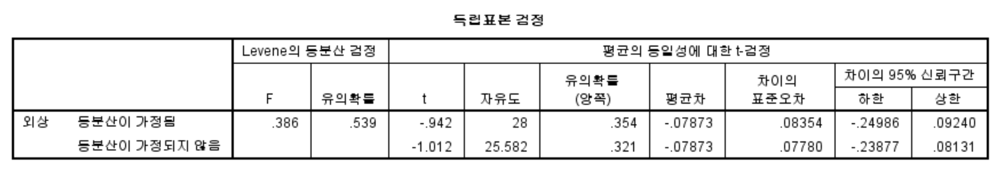 독립표본 검정
Levene의 등분산 검정 평균의 동일성에 대한 t-검정
F 유의확률 t 자유도 유의확률 (양쪽) 평균차 차이의 표준오차 차이의 95% 신뢰구간
하한 상한
외상 등분산이 가정됨 .386 .539 -.942 28 .354 -.07873 .08354 -.24986 .09240
등분산이 가정되지 않음 -1.012 25.582 .321 -.07873 .07780 -.23877 .08131